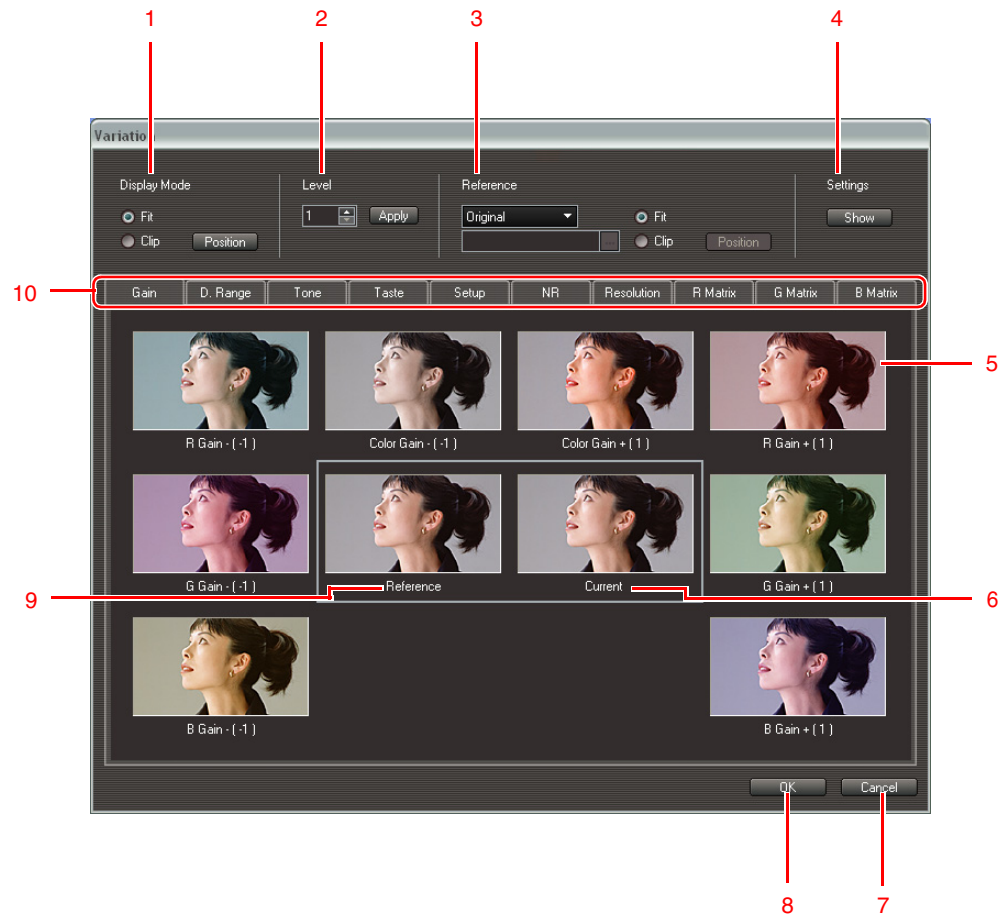 1 2 3 4
Variation
Display Mode Level Reference Settings
Fit 1 Apply Original Fit Show
Clip Position ... Clip Position
10 Gain D. Range Tone Taste Setup NR Resolution R Matrix G Matrix B Matrix
5
R Gain - ( -1 ) Color Gain - ( -1 ) Color Gain + ( 1 ) R Gain + ( 1 )
G Gain - ( -1 ) Reference Current G Gain + ( 1 )
9 6
B Gain - ( -1 ) B Gain + ( 1 )
OK Cancel
8 7